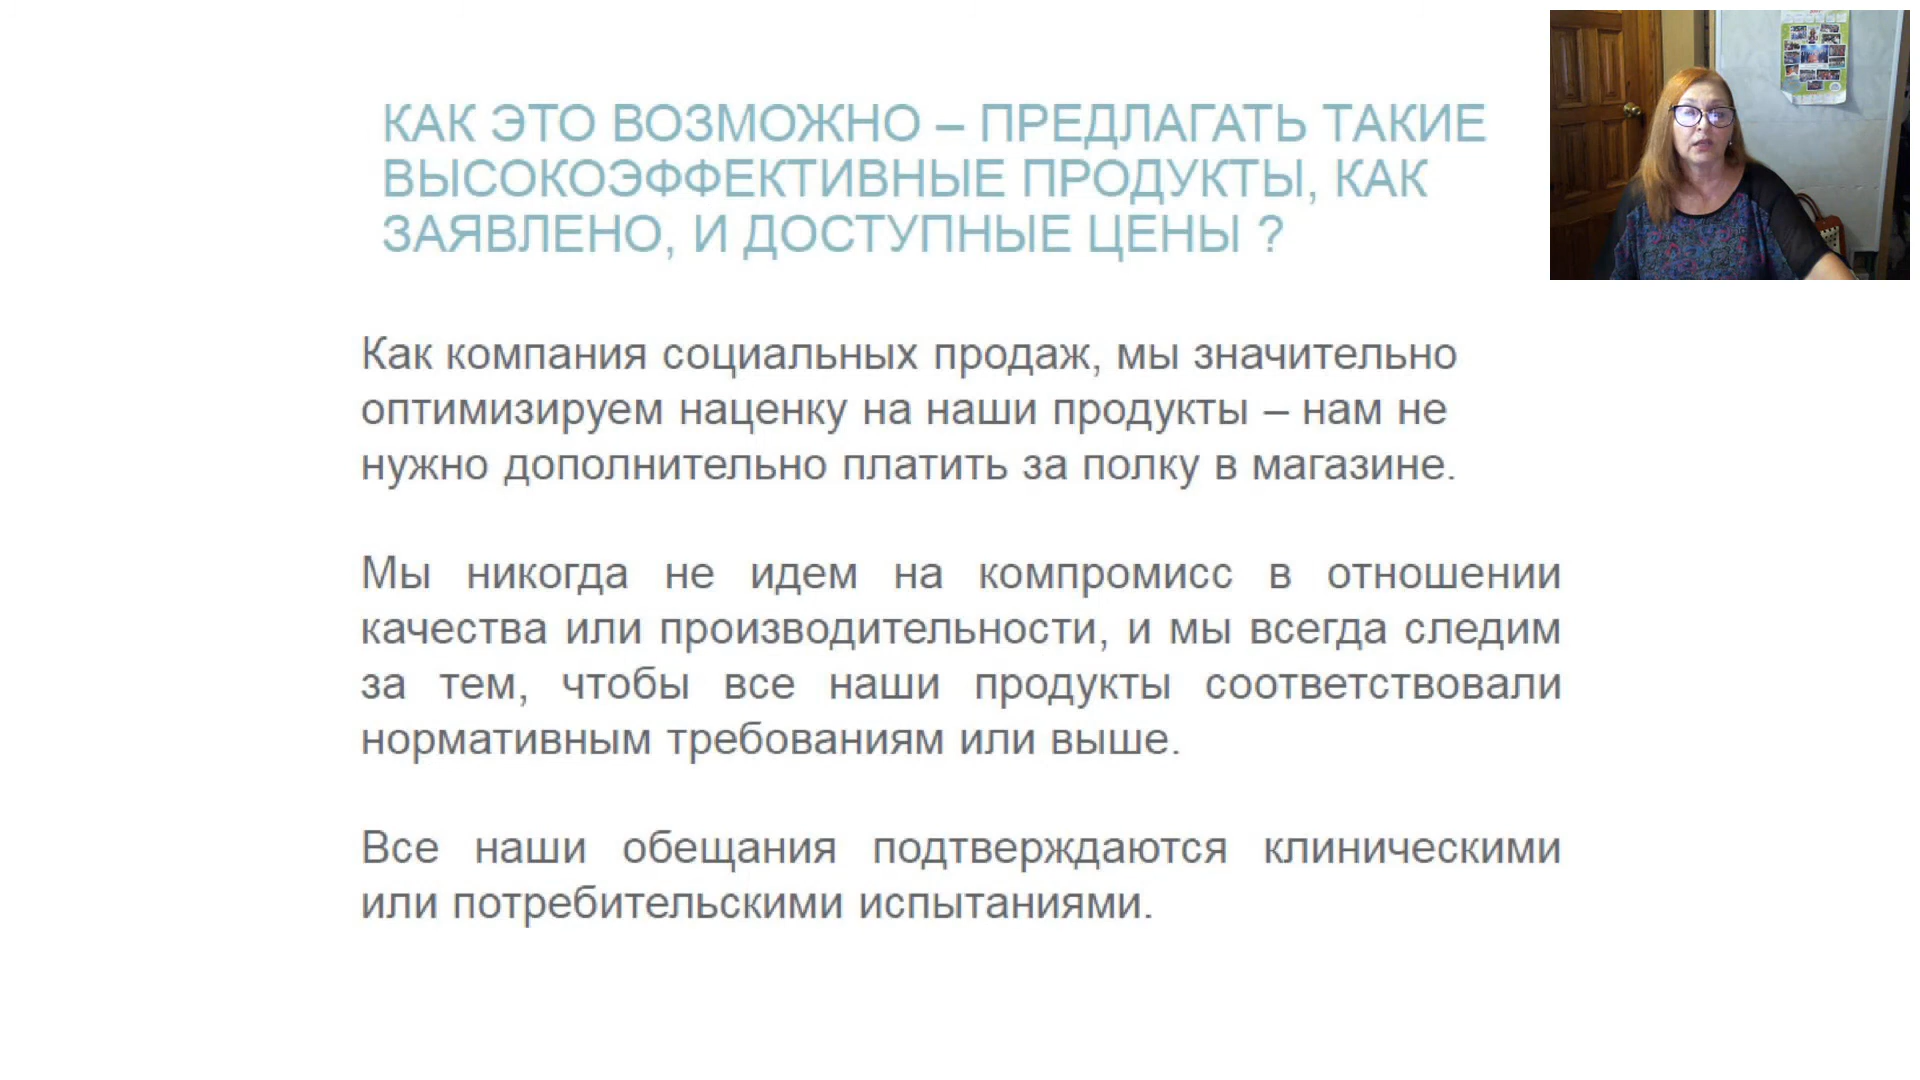 КАК ЭТО ВОЗМОЖНО – ПРЕДЛАГАТЬ ТАКИЕ
ВЫСОКОЭФФЕКТИВНЫЕ ПРОДУКТЫ, КАК
ЗАЯВЛЕНО, И ДОСТУПНЫЕ ЦЕНЫ ?
Как компания социальных продаж, мы значительно
оптимизируем наценку на наши продукты – нам не
нужно дополнительно платить за полку в магазине.
Мы никогда не идем на компромисс в отношении
качества или производительности, и мы всегда следим
за тем, чтобы все наши продукты соответствовали
нормативным требованиям или выше.
Все наши обещания подтверждаются клиническими
или потребительскими испытаниями.